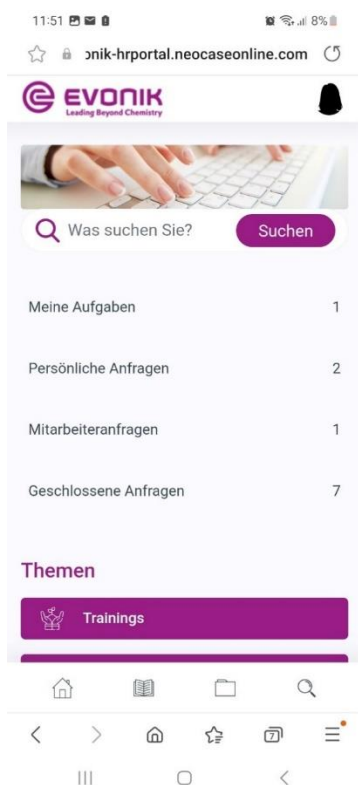 11:51
8%
onik-hrportal.neocaseonline.com
EVONIK
Leading Beyond Chemistry
Was suchen Sie?
Suchen
Meine Aufgaben 1
Persönliche Anfragen 2
Mitarbeiteranfragen 1
Geschlossene Anfragen 7
Themen
Trainings
7